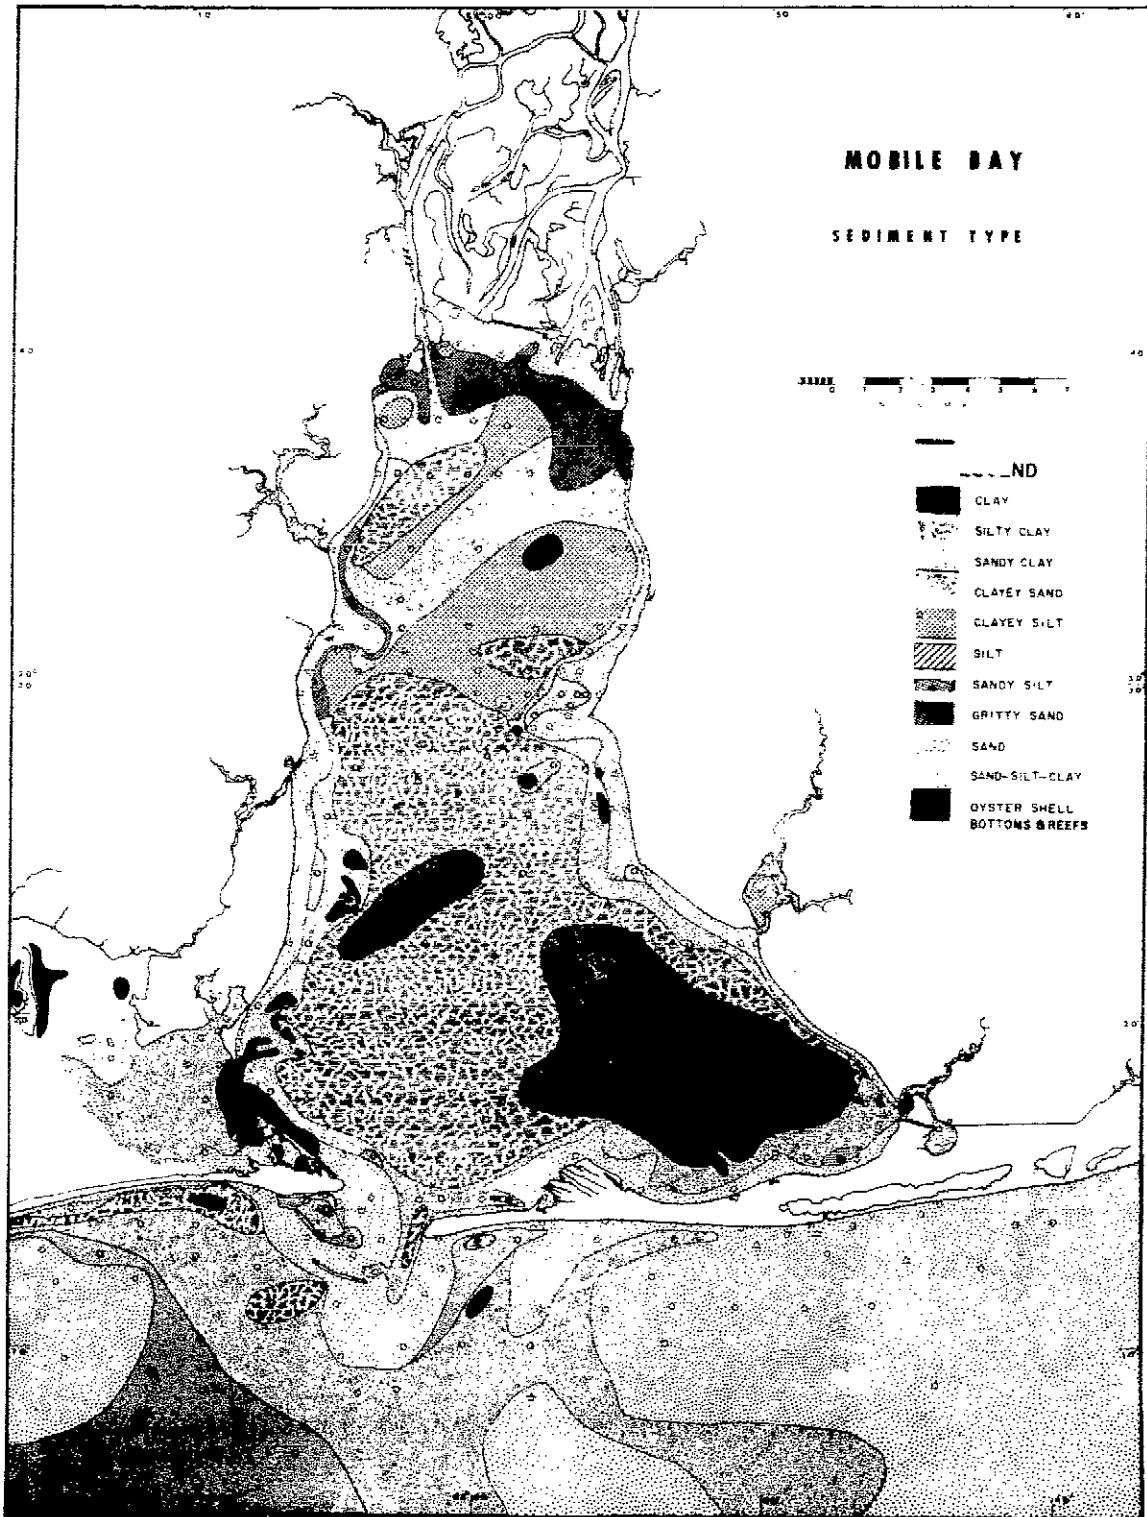 MOBILE BAY
SEDIMENT TYPE
CLAY
SILTY CLAY
SANDY CLAY
CLAYEY SAND
CLAYEY SILT
SILT
SANDY SILT
GRITTY SAND
SAND
SAND-SILT-CLAY
OYSTER SHELL
BOTTOMS & REEFS